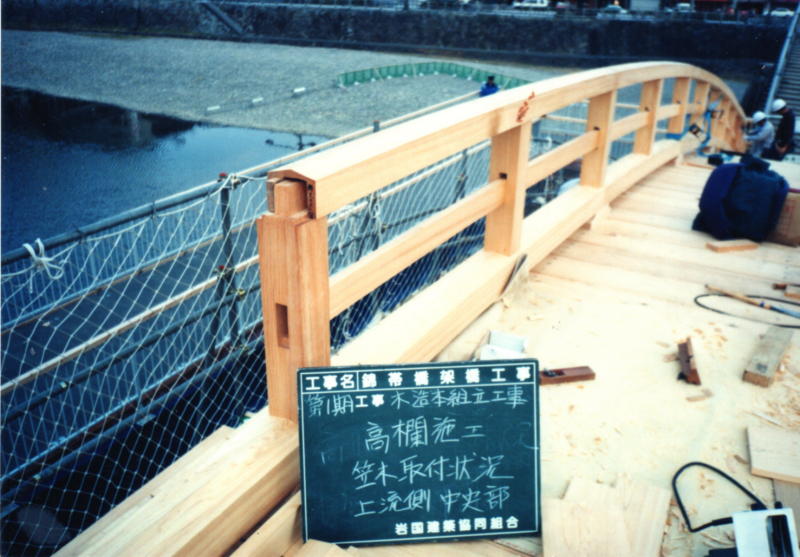 工事名 錦帯橋架橋工事
第1期工事 木造本組立工事
高欄施工
笠木取付状況
上流側 中央部
岩国建築協同組合